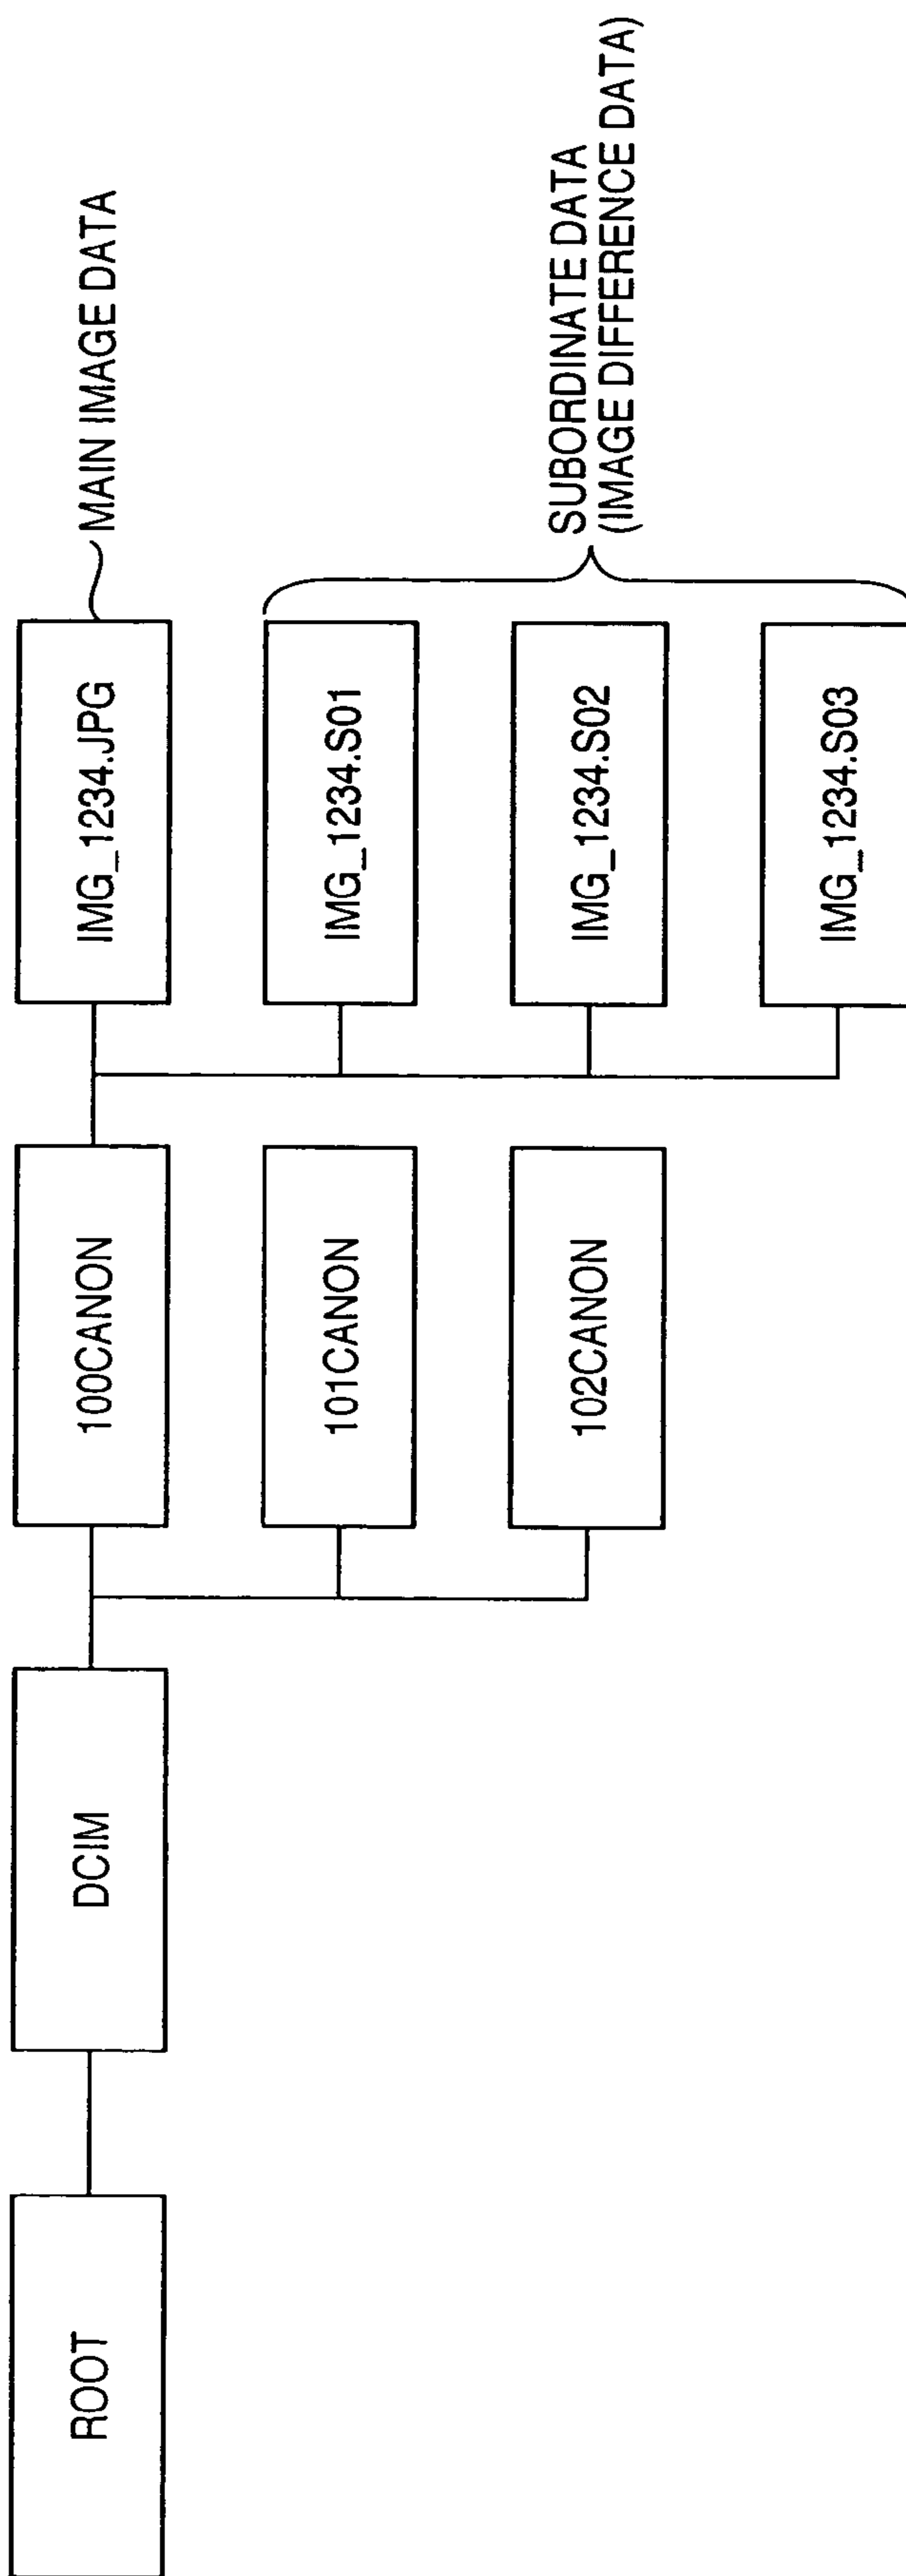 ROOT
DCIM
100CANON
101CANON
102CANON
IMG_1234.JPG
IMG_1234.S01
IMG_1234.S02
IMG_1234.S03
MAIN IMAGE DATA
SUBORDINATE DATA
(IMAGE DIFFERENCE DATA)